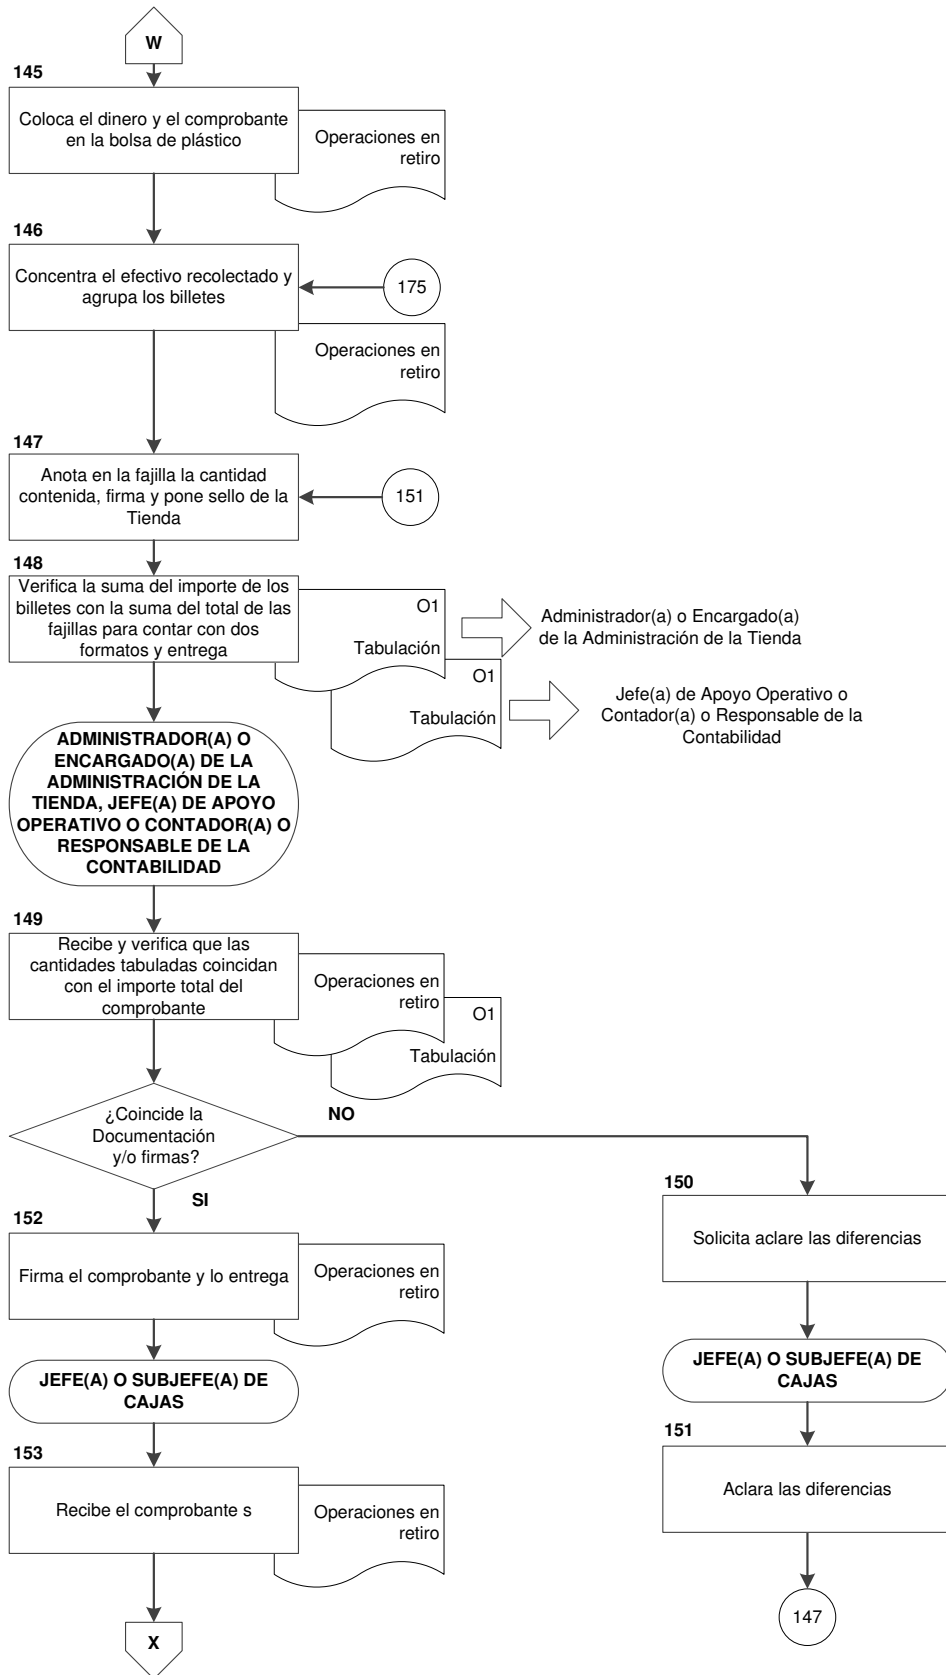 W
145
Coloca el dinero y el comprobante
en la bolsa de plástico
Operaciones en
retiro
146
Concentra el efectivo recolectado y
agrupa los billetes
175
Operaciones en
retiro
147
Anota en la fajilla la cantidad
contenida, firma y pone sello de la
Tienda
151
148
Verifica la suma del importe de los
billetes con la suma del total de las
fajillas para contar con dos
formatos y entrega
O1
Tabulación
Administrador(a) o Encargado(a)
de la Administración de la Tienda
O1
Tabulación
Jefe(a) de Apoyo Operativo o
Contador(a) o Responsable de la
Contabilidad
ADMINISTRADOR(A) O
ENCARGADO(A) DE LA
ADMINISTRACIÓN DE LA
TIENDA, JEFE(A) DE APOYO
OPERATIVO O CONTADOR(A) O
RESPONSABLE DE LA
CONTABILIDAD
149
Recibe y verifica que las
cantidades tabuladas coincidan
con el importe total del
comprobante
Operaciones en
retiro
O1
Tabulación
¿Coincide la
Documentación
y/o firmas?
NO
SI
150
Solicita aclare las diferencias
152
Firma el comprobante y lo entrega
Operaciones en
retiro
JEFE(A) O SUBJEFE(A) DE
CAJAS
JEFE(A) O SUBJEFE(A) DE
CAJAS
151
Aclara las diferencias
153
Recibe el comprobante s
Operaciones en
retiro
147
X